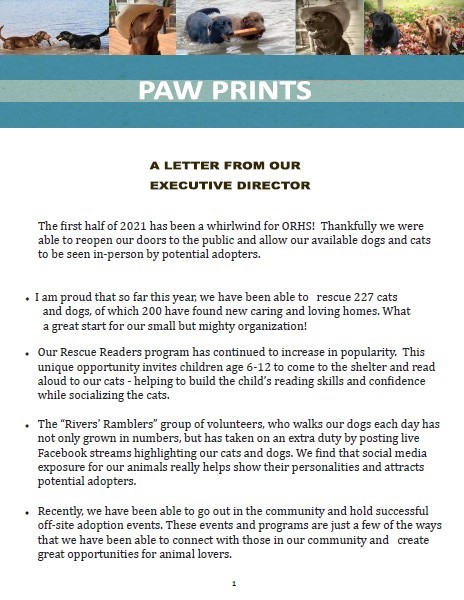 PAW PRINTS
A LETTER FROM OUR
EXECUTIVE DIRECTOR
The first half of 2021 has been a whirlwind for ORHS! Thankfully we were
able to reopen our doors to the public and allow our available dogs and cats
to be seen in-person by potential adopters.
• I am proud that so far this year, we have been able to rescue 227 cats
and dogs, of which 200 have found new caring and loving homes. What
a great start for our small but mighty organization!
• Our Rescue Readers program has continued to increase in popularity. This
unique opportunity invites children age 6-12 to come to the shelter and read
aloud to our cats - helping to build the child's reading skills and confidence
while socializing the cats.
• The “Rivers’ Ramblers” group of volunteers, who walks our dogs each day has
not only grown in numbers, but has taken on an extra duty by posting live
Facebook streams highlighting our cats and dogs. We find that social media
exposure for our animals really helps show their personalities and attracts
potential adopters.
• Recently, we have been able to go out in the community and hold successful
off-site adoption events. These events and programs are just a few of the ways
that we have been able to connect with those in our community and create
great opportunities for animal lovers.
1